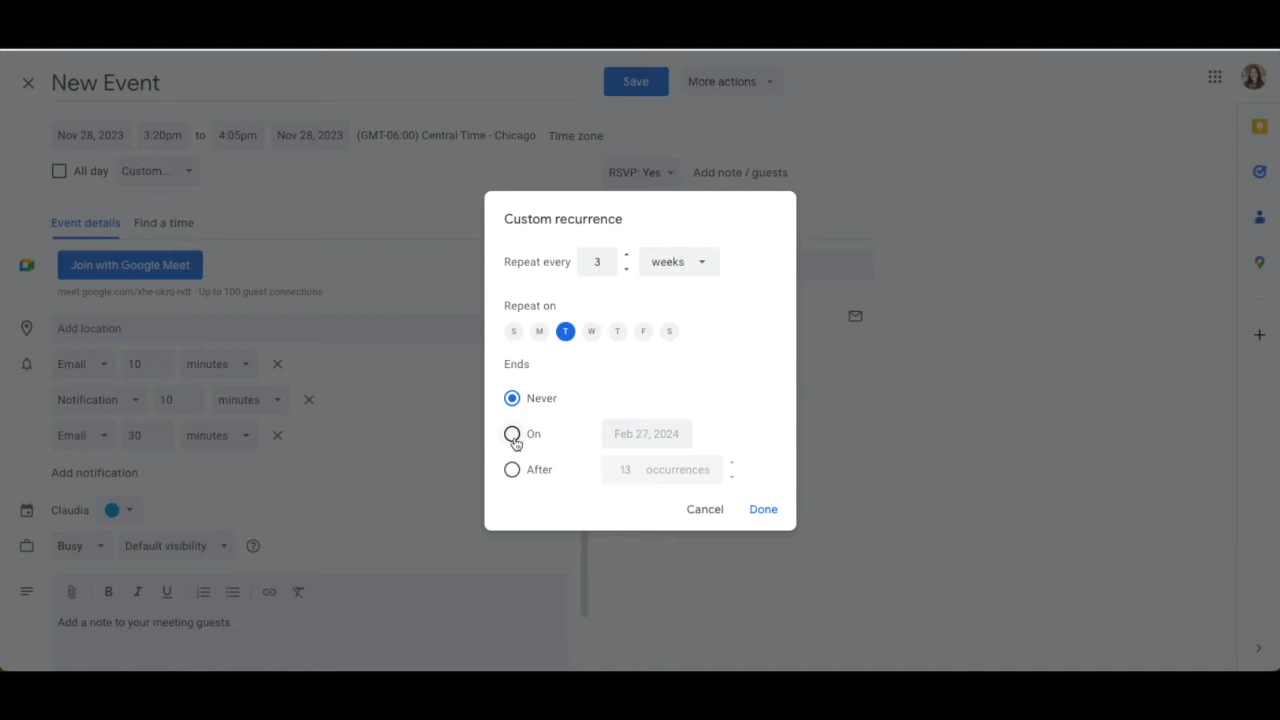 New Event
Save
More actions
Nov 28, 2023 3:20pm to 4:05pm Nov 28, 2023 (GMT-06:00) Central Time - Chicago Time zone
All day Custom...
RSVP: Yes Add note / guests
Event details Find a time
Join with Google Meet
meet.google.com/xhe-ukrq-ndt · Up to 100 guest connections
Add location
Email 10 minutes
Notification 10 minutes
Email 30 minutes
Add notification
Claudia
Busy Default visibility
B I U
Add a note to your meeting guests
Custom recurrence
Repeat every 3 weeks
Repeat on
S M T W T F S
Ends
Never
On Feb 27, 2024
After 13 occurrences
Cancel Done